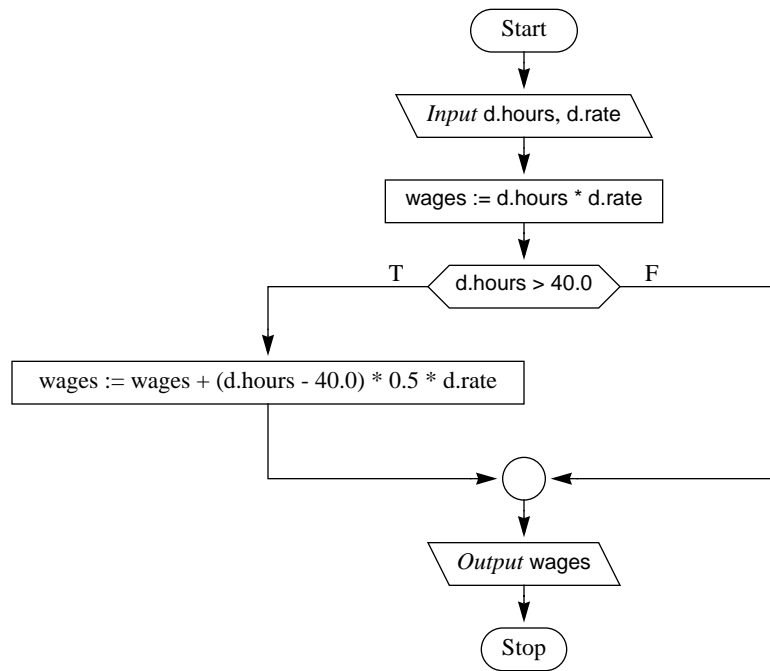 Start
Input d.hours, d.rate
wages := d.hours * d.rate
T
d.hours > 40.0
F
wages := wages + (d.hours - 40.0) * 0.5 * d.rate
Output wages
Stop